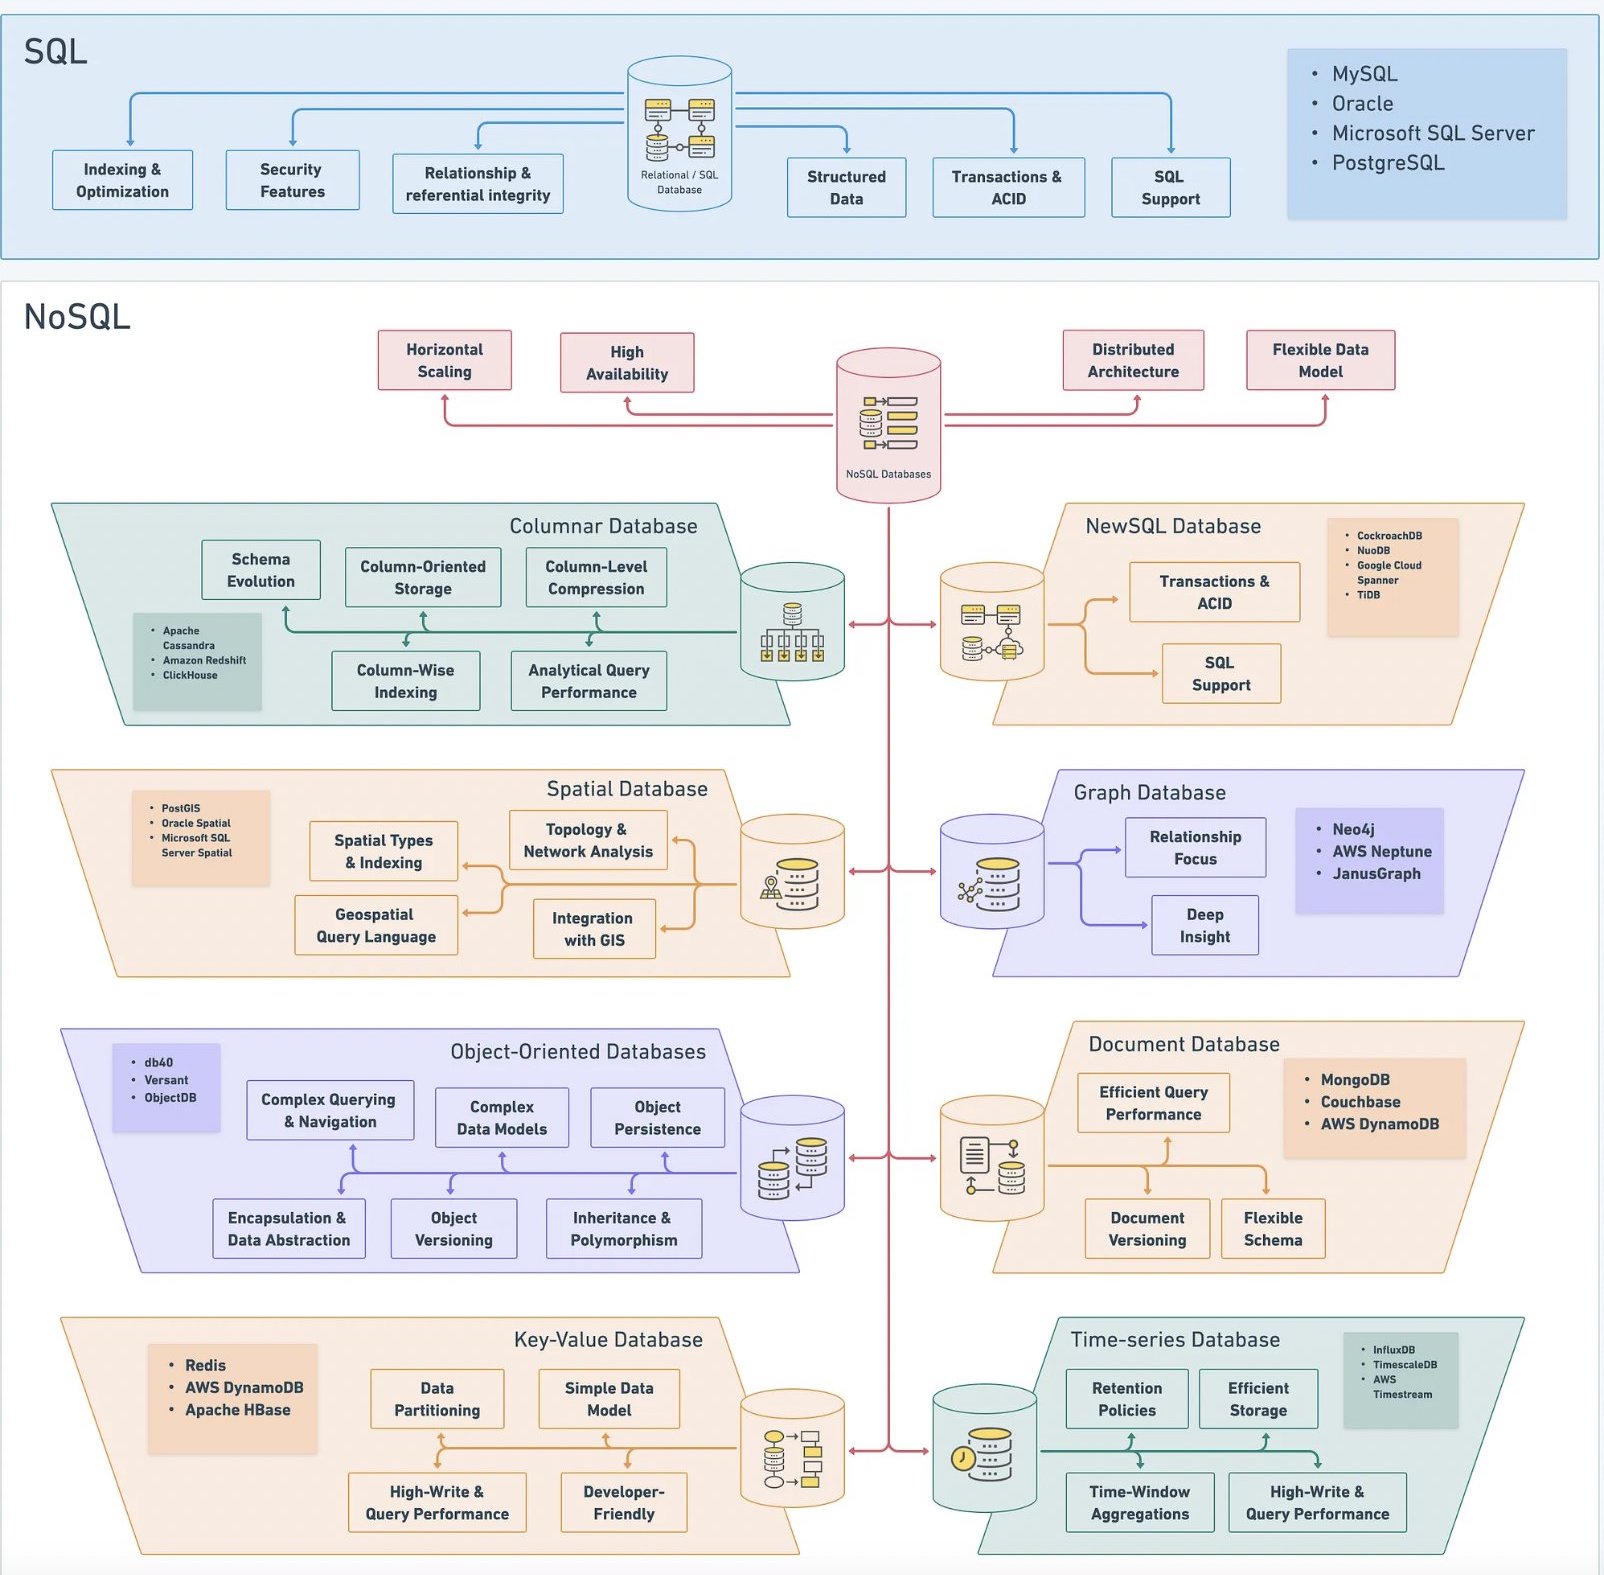 SQL
Indexing &
Optimization
Security
Features
Relationship &
referential integrity
Relational / SQL
Database
Structured
Data
Transactions &
ACID
SQL
Support
• MySQL
• Oracle
• Microsoft SQL Server
• PostgreSQL
NoSQL
Horizontal
Scaling
High
Availability
NoSQL Databases
Distributed
Architecture
Flexible Data
Model
Columnar Database
Schema
Evolution
Column-Oriented
Storage
Column-Level
Compression
• Apache
Cassandra
• Amazon Redshift
• ClickHouse
Column-Wise
Indexing
Analytical Query
Performance
NewSQL Database
Transactions &
ACID
SQL
Support
• CockroachDB
• NuoDB
• Google Cloud
Spanner
• TiDB
Spatial Database
• PostGIS
• Oracle Spatial
• Microsoft SQL
Server Spatial
Spatial Types
& Indexing
Topology &
Network Analysis
Geospatial
Query Language
Integration
with GIS
Graph Database
Relationship
Focus
Deep
Insight
• Neo4j
• AWS Neptune
• JanusGraph
Object-Oriented Databases
• db40
• Versant
• ObjectDB
Complex Querying
& Navigation
Complex
Data Models
Object
Persistence
Encapsulation &
Data Abstraction
Object
Versioning
Inheritance &
Polymorphism
Document Database
Efficient Query
Performance
• MongoDB
• Couchbase
• AWS DynamoDB
Document
Versioning
Flexible
Schema
Key-Value Database
• Redis
• AWS DynamoDB
• Apache HBase
Data
Partitioning
Simple Data
Model
High-Write &
Query Performance
Developer-
Friendly
Time-series Database
Retention
Policies
Efficient
Storage
• InfluxDB
• TimescaleDB
• AWS
Timestream
Time-Window
Aggregations
High-Write &
Query Performance